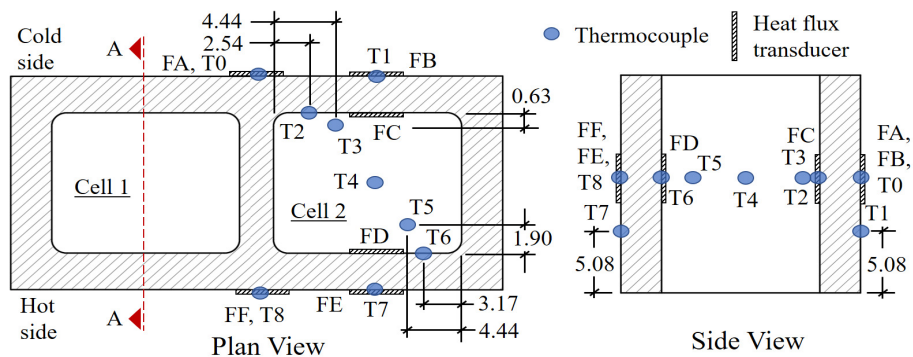 4.44
2.54
Cold
side
A
FA, T0
T1
FB
Thermocouple
Heat flux
transducer
0.63
T2
FC
T3
Cell 1
T4
Cell 2
T5
FD
T6
1.90
Hot
side
A
FF, T8
FE
T7
3.17
4.44
Plan View
FF,
FE,
T8
FD
T5
FC
T3
FA,
FB,
T0
T6
T4
T2
T7
T1
5.08
5.08
Side View